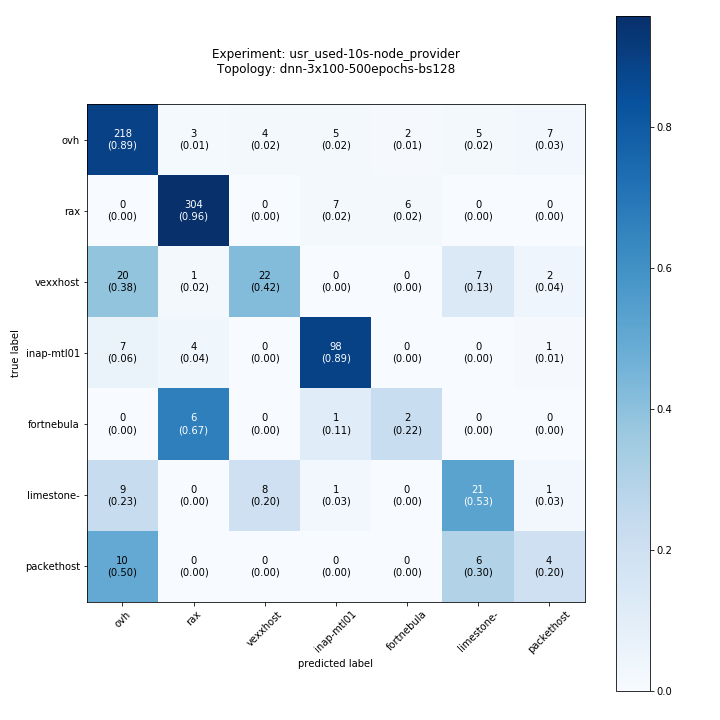 Experiment: usr_used-10s-node_provider
Topology: dnn-3x100-500epochs-bs128
ovh
218 3 4 5 2 5 7
(0.89) (0.01) (0.02) (0.02) (0.01) (0.02) (0.03)
rax
0 304 0 7 6 0 0
(0.00) (0.96) (0.00) (0.02) (0.02) (0.00) (0.00)
vexxhost
20 1 22 0 0 7 2
(0.38) (0.02) (0.42) (0.00) (0.00) (0.13) (0.04)
inap-mtl01
7 4 0 98 0 0 1
(0.06) (0.04) (0.00) (0.89) (0.00) (0.00) (0.01)
fortnebula
0 6 0 1 2 0 0
(0.00) (0.67) (0.00) (0.11) (0.22) (0.00) (0.00)
limestone-
9 0 8 1 0 21 1
(0.23) (0.00) (0.20) (0.03) (0.00) (0.53) (0.03)
packethost
10 0 0 0 0 6 4
(0.50) (0.00) (0.00) (0.00) (0.00) (0.30) (0.20)
true label
ovh rax vexxhost inap-mtl01 fortnebula limestone- packethost
predicted label
0.8
0.6
0.4
0.2
0.0